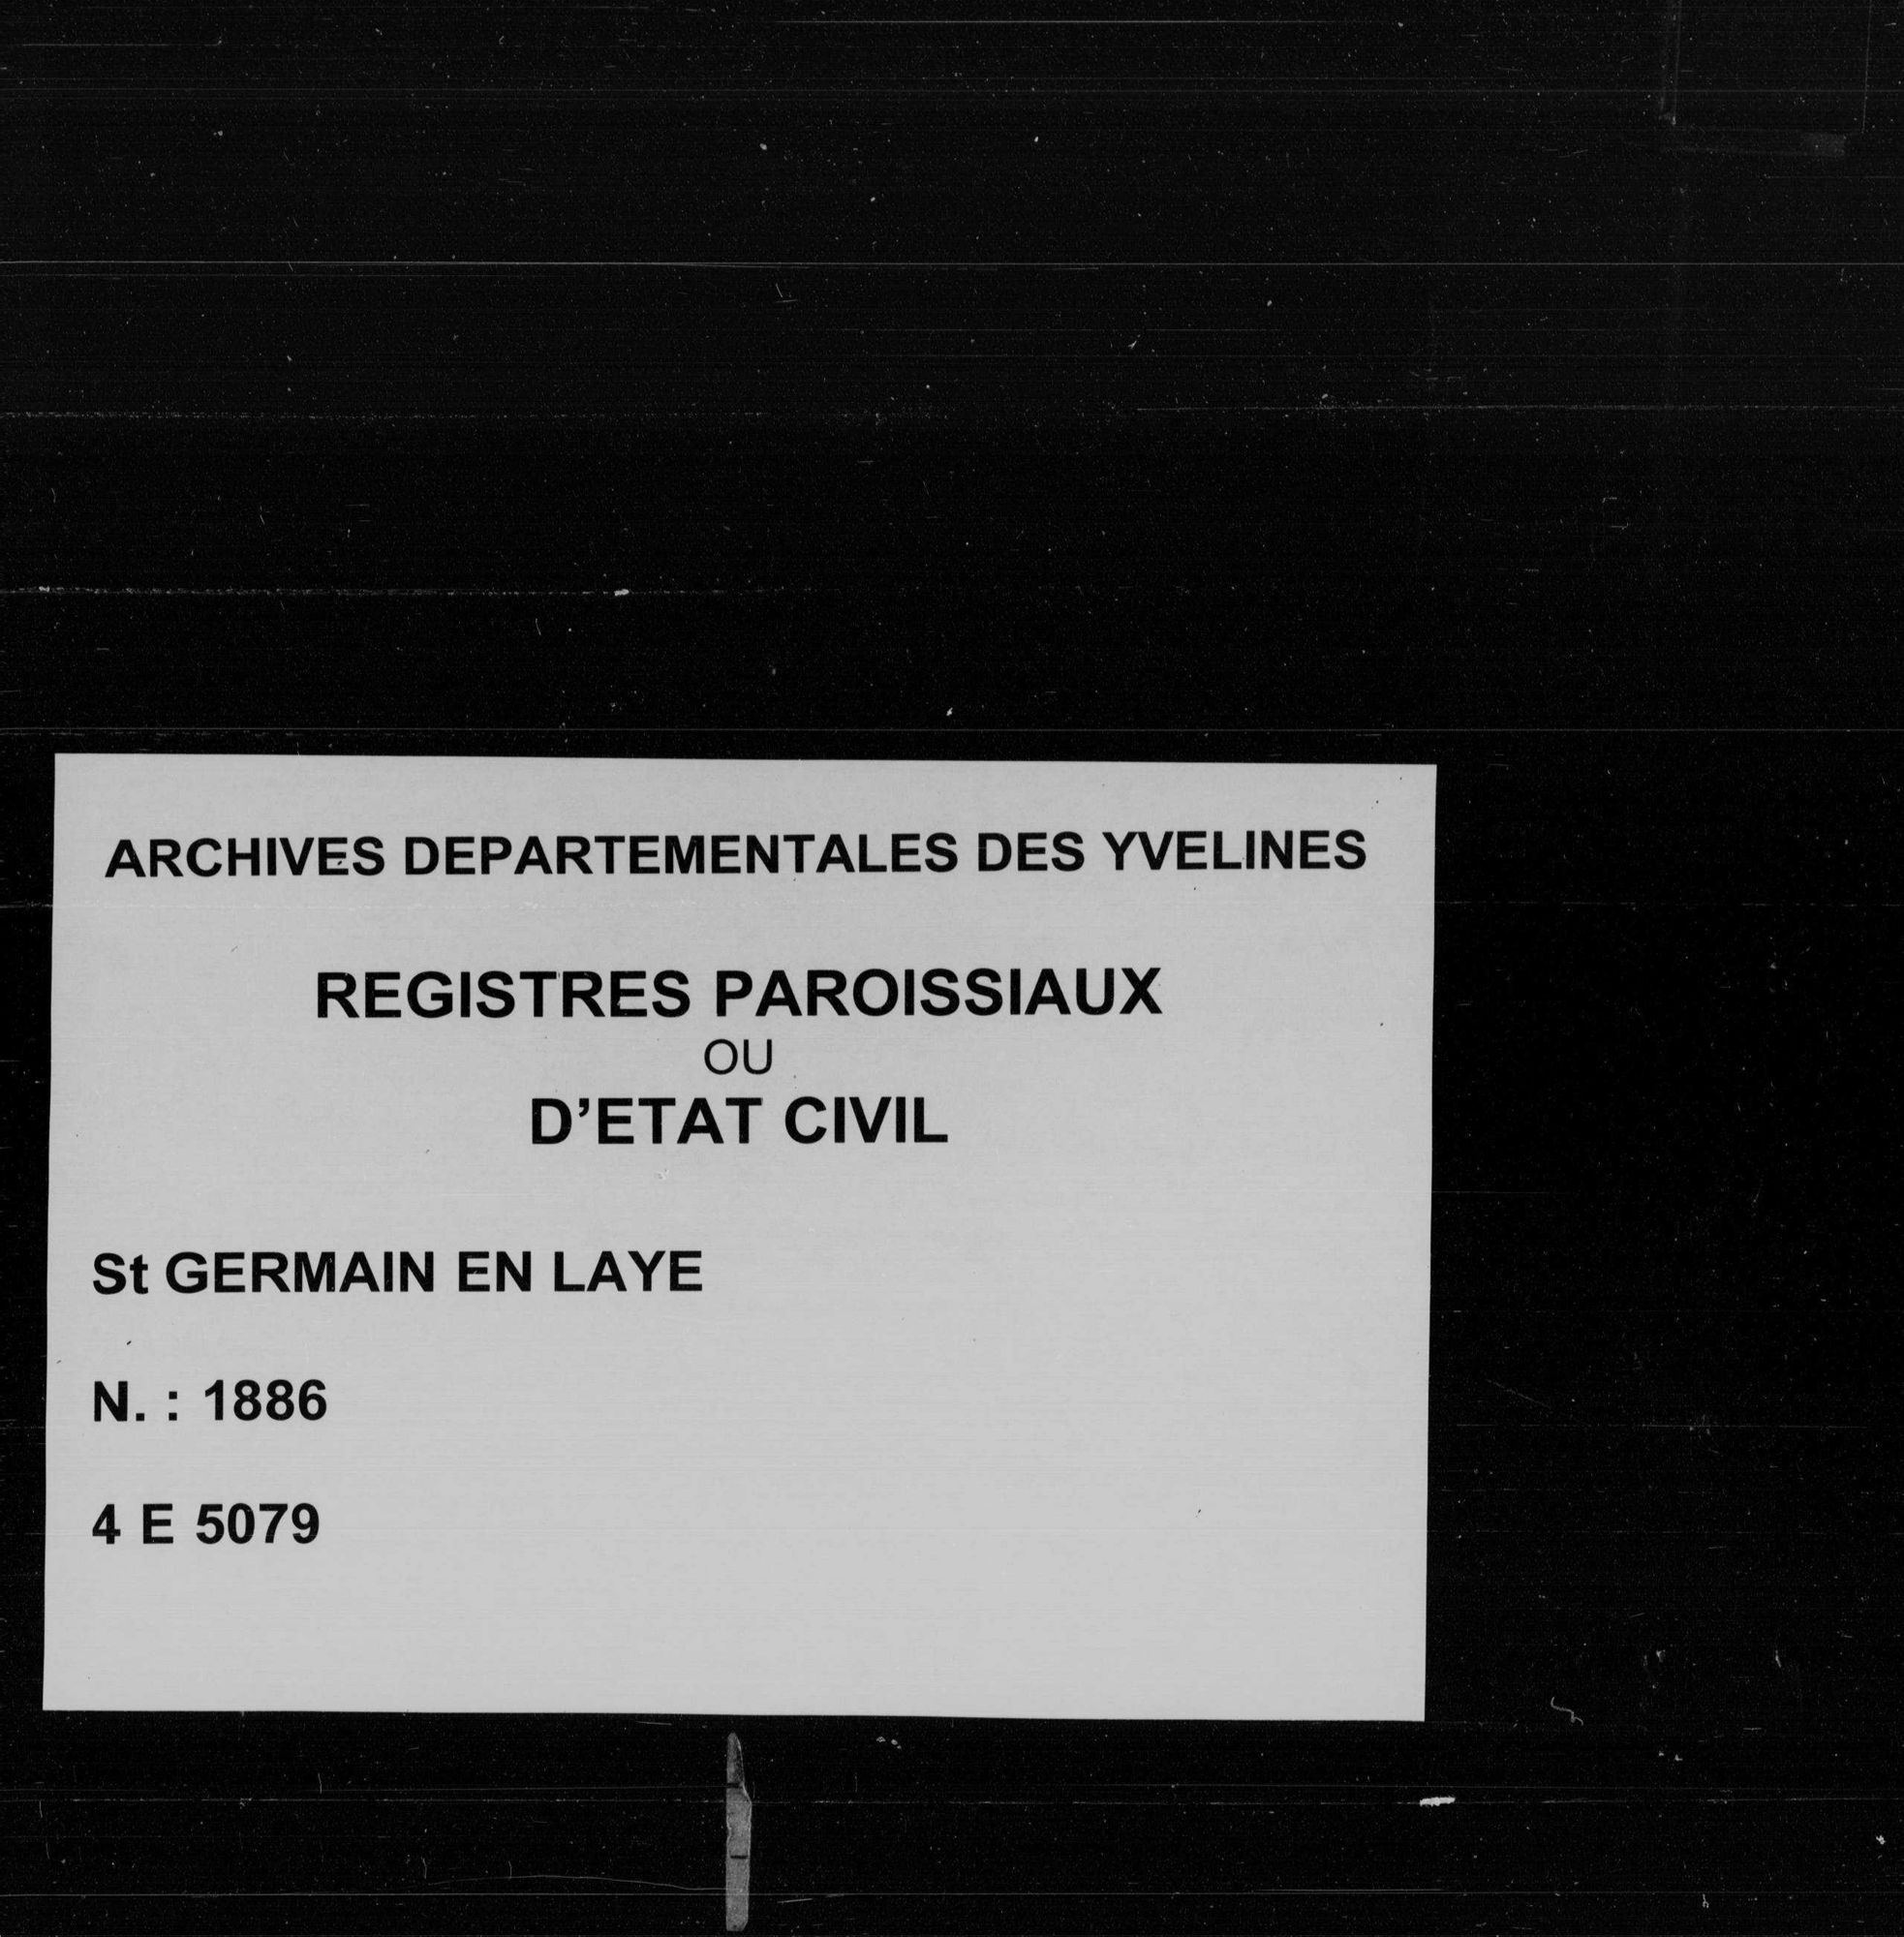 ARCHIVES DEPARTEMENTALES DES YVELINES
REGISTRES PAROISSIAUX
OU
D’ETAT CIVIL
St GERMAIN EN LAYE
N. : 1886
4 E 5079